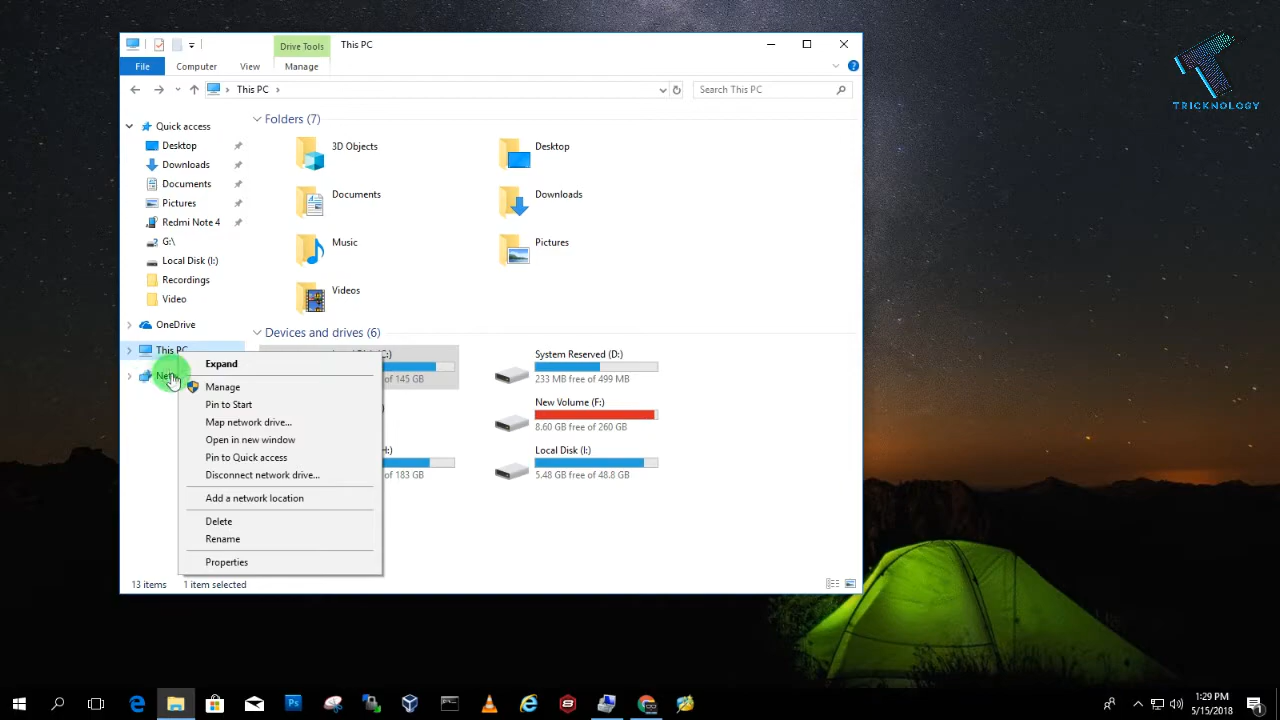 Drive Tools
This PC
File
Computer
View
Manage
This PC
Search This PC
TRICKNOLOGY
Quick access
Desktop
Downloads
Documents
Pictures
Redmi Note 4
G:\
Local Disk (I:)
Recordings
Video
OneDrive
This PC
Folders (7)
3D Objects
Desktop
Documents
Downloads
Music
Pictures
Videos
Devices and drives (6)
of 145 GB
System Reserved (D:)
233 MB free of 499 MB
New Volume (F:)
8.60 GB free of 260 GB
of 183 GB
Local Disk (I:)
5.48 GB free of 48.8 GB
Expand
Manage
Pin to Start
Map network drive...
Open in new window
Pin to Quick access
Disconnect network drive...
Add a network location
Delete
Rename
Properties
13 items
1 item selected
Ps
1:29 PM
5/15/2018